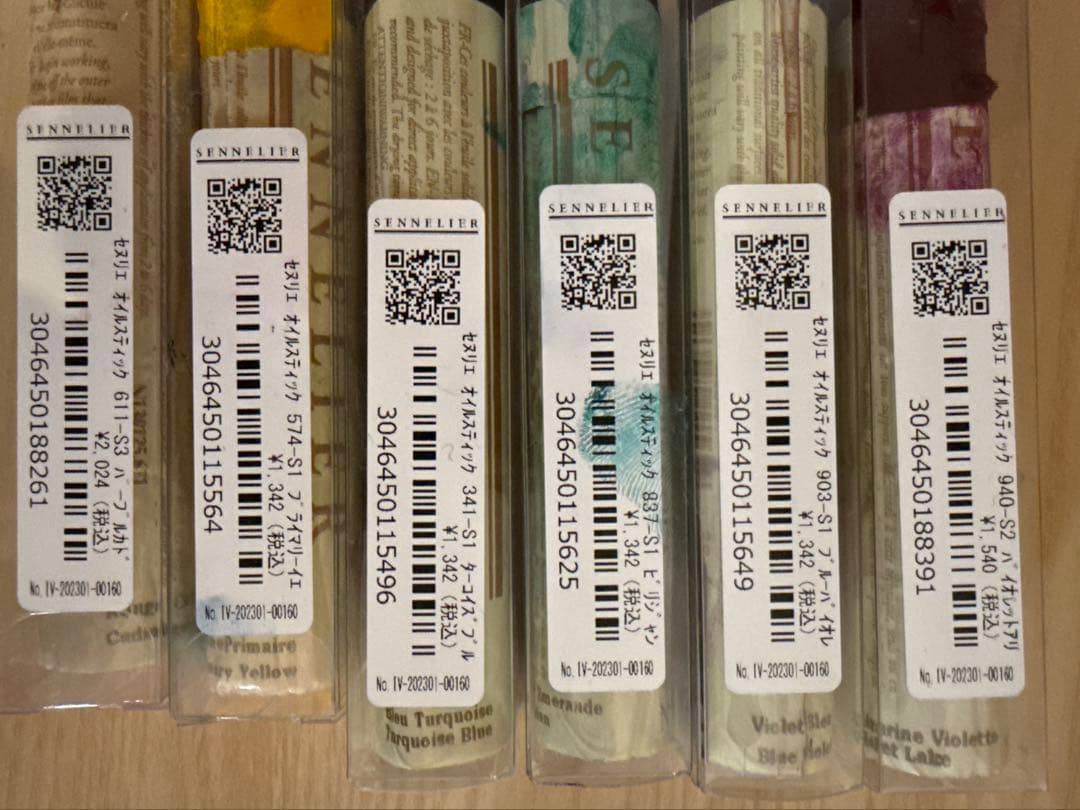 SENNELIER
セヌリエ オイルスティック 611-S3 パープルカド
¥2,024 (税込)
3046450188261
No. IV-202301-00160
SENNELIER
セヌリエ オイルスティック 574-S1 プライマリーイエ
¥1,342 (税込)
3046450115564
No. IV-202301-00160
Primaire
Yellow
ENNELIER
SENNELIER
セヌリエ オイルスティック 341-S1 ターコイズブル
¥1,342 (税込)
3046450115496
No. IV-202301-00160
Bleu Turquoise
Turquoise Blue
SE
SENNELIER
セヌリエ オイルスティック 837-S1 ビリジャン
¥1,342 (税込)
3046450115625
No. IV-202301-00160
SENNELIER
セヌリエ オイルスティック 903-S1 ブルーバイオレ
¥1,342 (税込)
3046450115649
No. IV-202301-00160
Violet Bleu
Blue
SENNELIER
セヌリエ オイルスティック 940-S2 バイオレットアリ
¥1,540 (税込)
3046450188391
No. IV-202301-00160
Violette
Lake